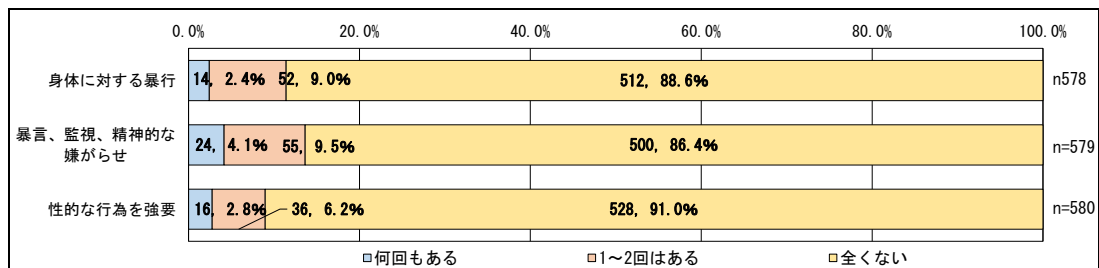 0.0% 20.0% 40.0% 60.0% 80.0% 100.0%
身体に対する暴行 14, 2.4% 52, 9.0% 512, 88.6% n578
暴言、監視、精神的な
嫌がらせ 24, 4.1% 55, 9.5% 500, 86.4% n=579
性的な行為を強要 16, 2.8% 36, 6.2% 528, 91.0% n=580
何回もある 1～2回はある 全くない